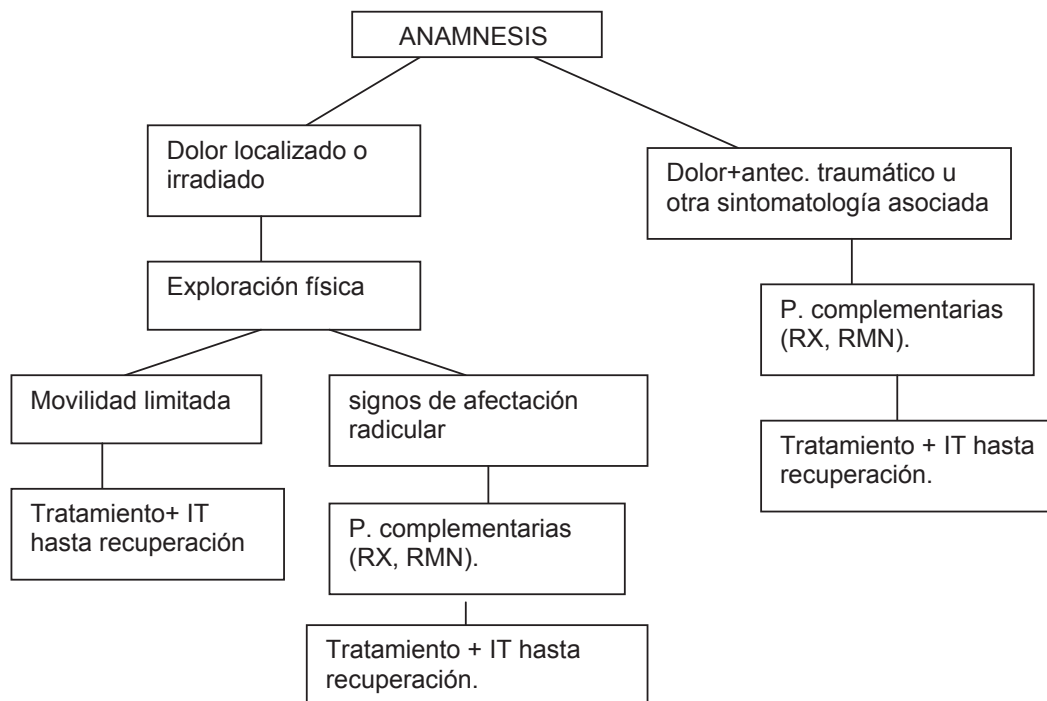 ANAMNESIS
Dolor localizado o
irradiado
Dolor+antec. traumático u
otra sintomatología asociada
Exploración física
P. complementarias
(RX, RMN).
Movilidad limitada
signos de afectación
radicular
Tratamiento + IT hasta
recuperación.
Tratamiento+ IT
hasta recuperación
P. complementarias
(RX, RMN).
Tratamiento + IT hasta
recuperación.